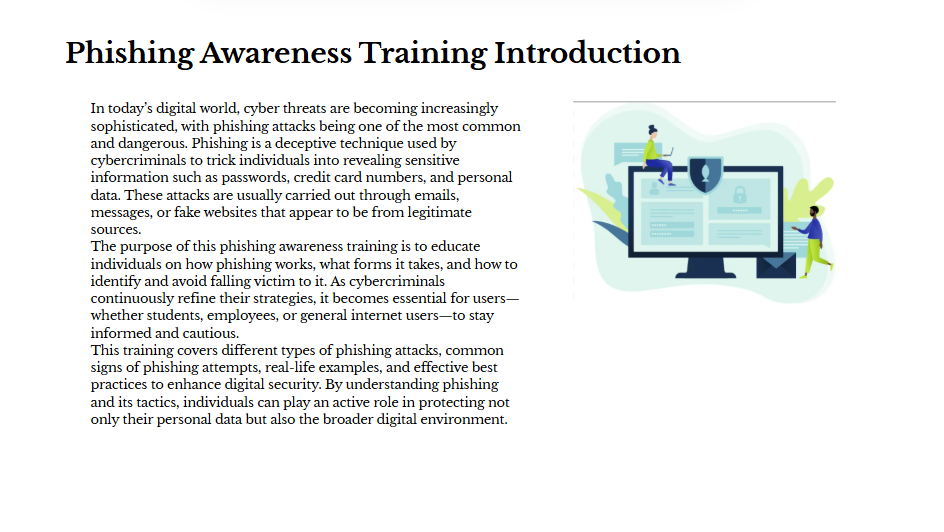 Phishing Awareness Training Introduction
In today's digital world, cyber threats are becoming increasingly
sophisticated, with phishing attacks being one of the most common
and dangerous. Phishing is a deceptive technique used by
cybercriminals to trick individuals into revealing sensitive
information such as passwords, credit card numbers, and personal
data. These attacks are usually carried out through emails,
messages, or fake websites that appear to be from legitimate
sources.
The purpose of this phishing awareness training is to educate
individuals on how phishing works, what forms it takes, and how to
identify and avoid falling victim to it. As cybercriminals
continuously refine their strategies, it becomes essential for users—
whether students, employees, or general internet users—to stay
informed and cautious.
This training covers different types of phishing attacks, common
signs of phishing attempts, real-life examples, and effective best
practices to enhance digital security. By understanding phishing
and its tactics, individuals can play an active role in protecting not
only their personal data but also the broader digital environment.